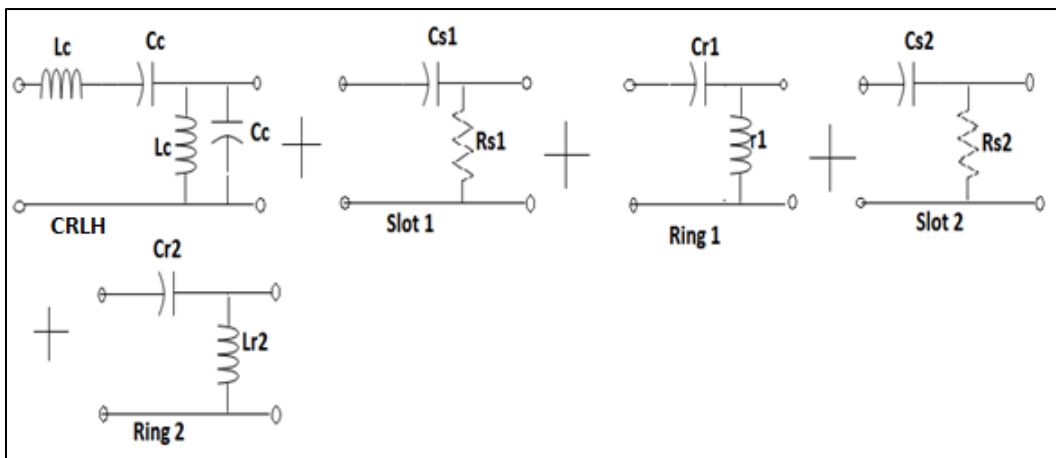 Lc
Cc
Lc
Cc
CRLH
Cs1
Rs1
Slot 1
Cr1
r1
Ring 1
Cs2
Rs2
Slot 2
Cr2
Lr2
Ring 2